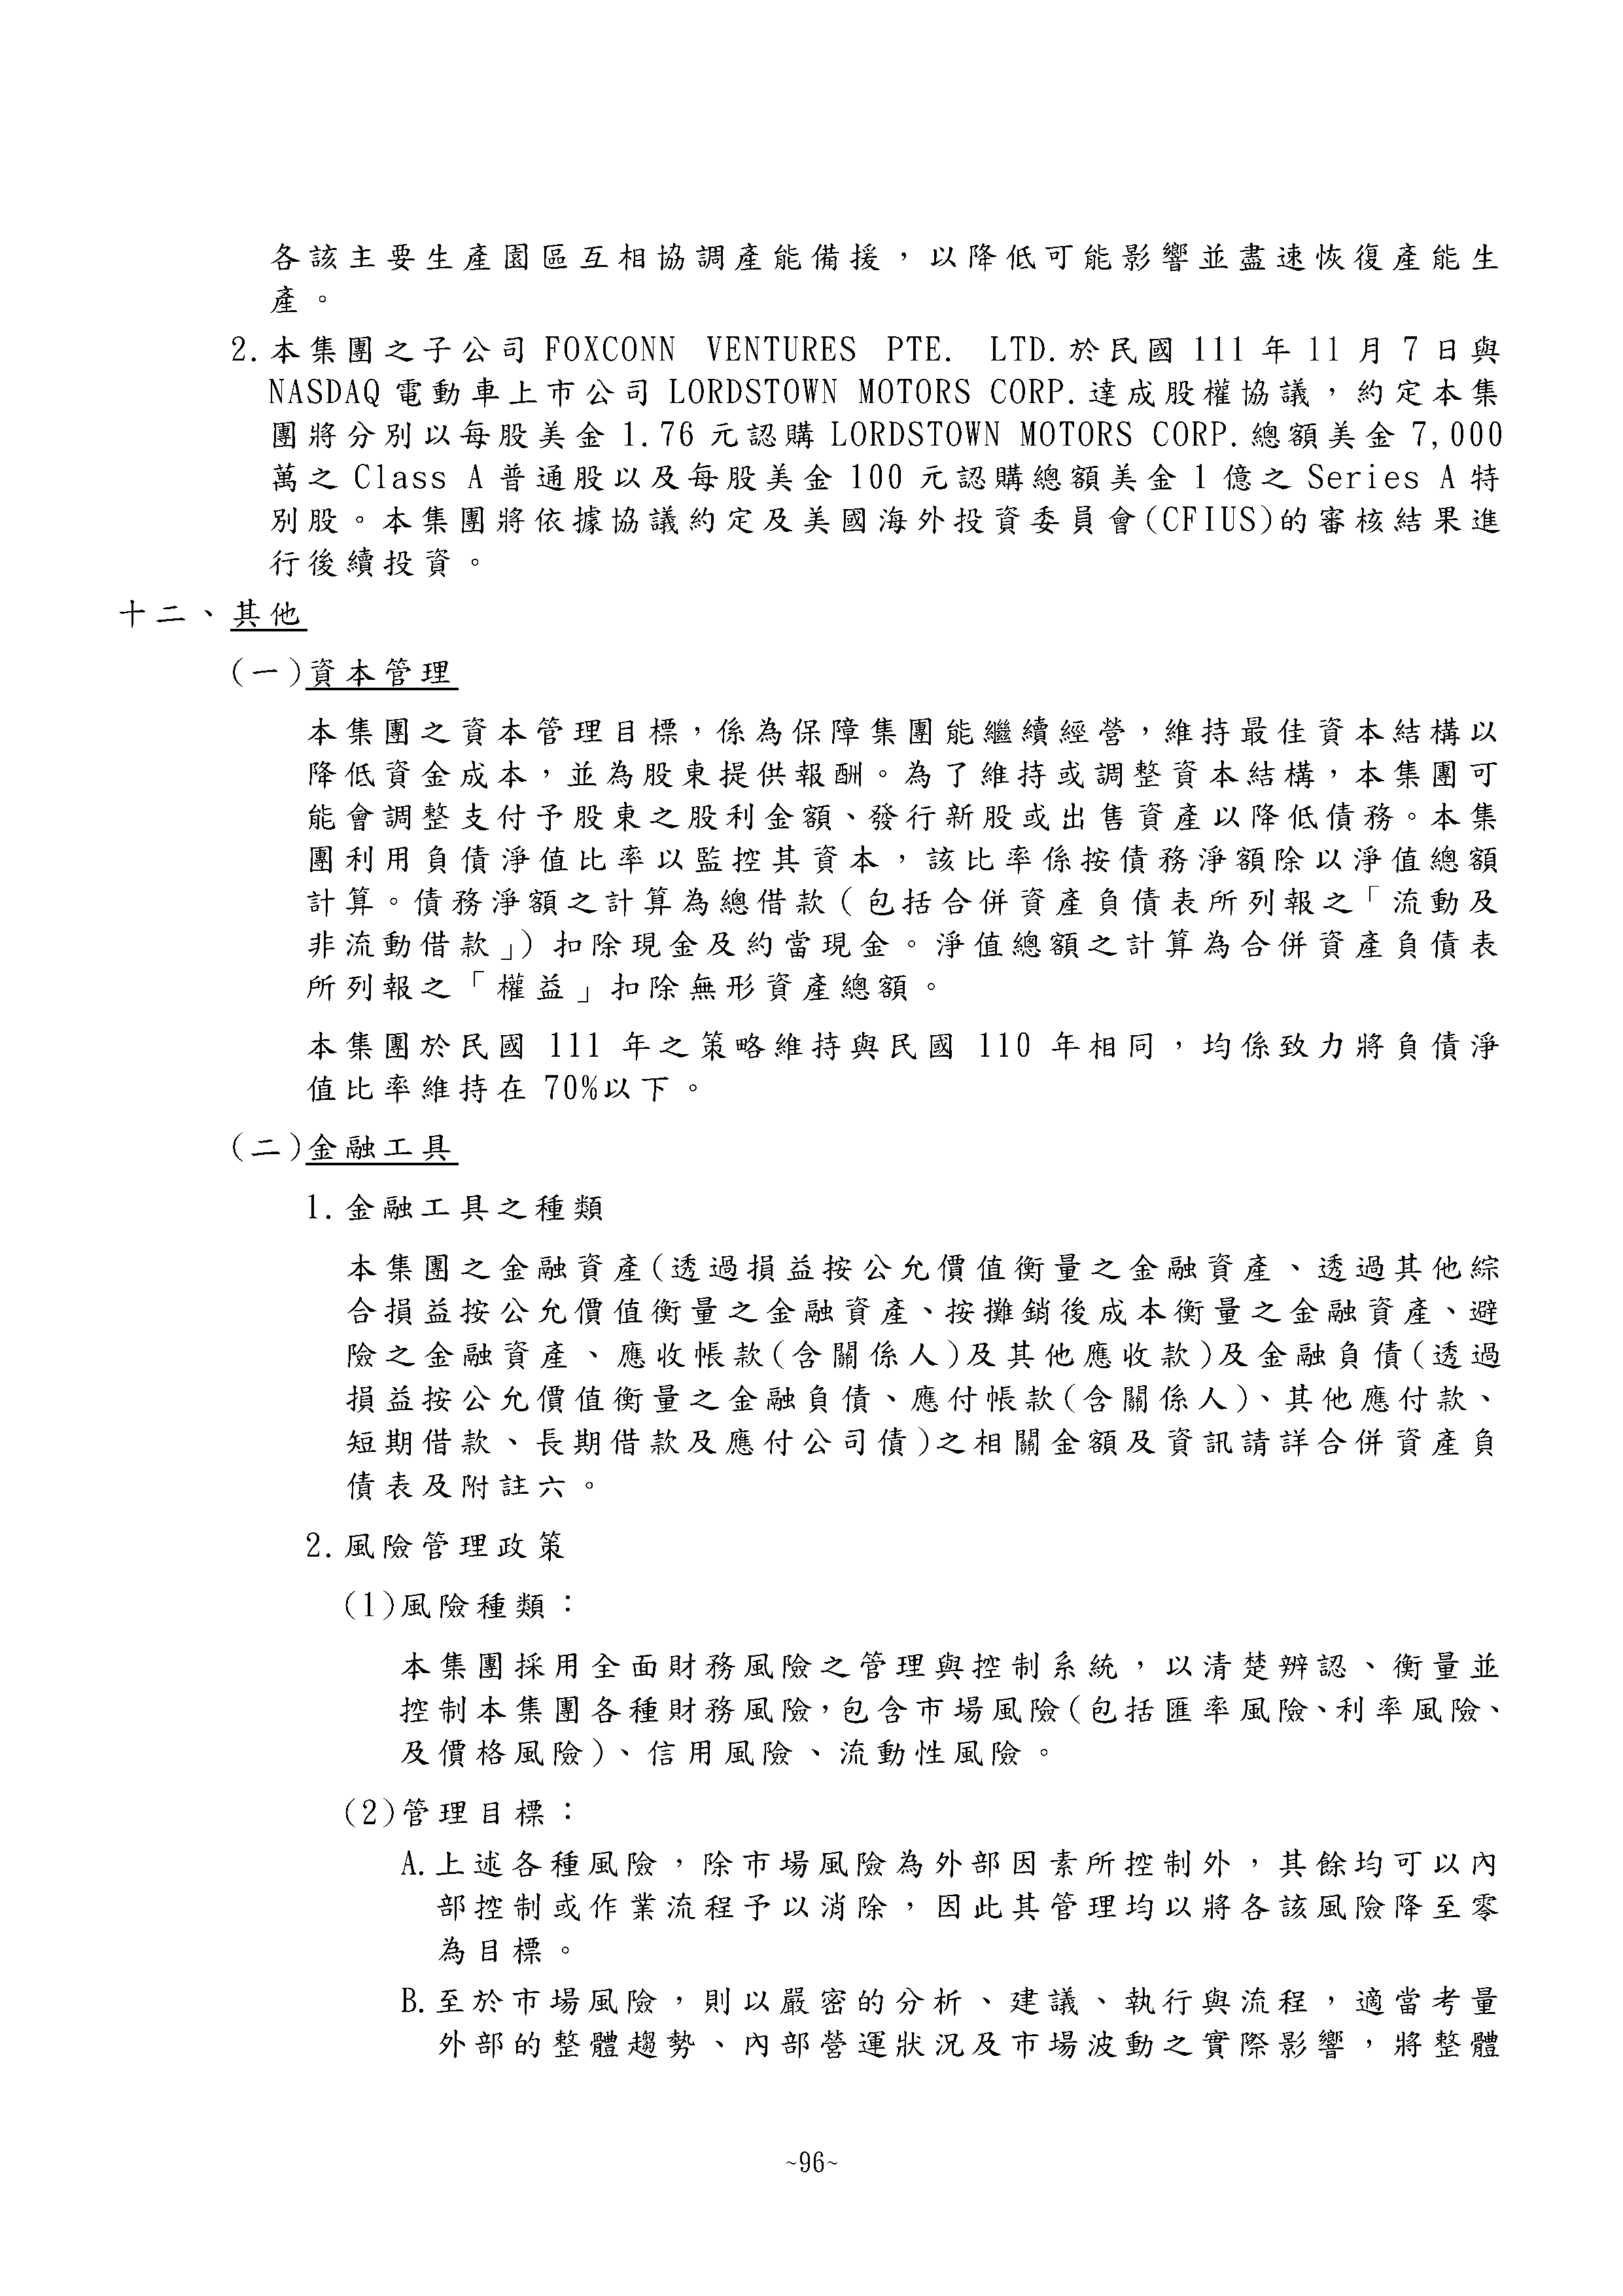 各該主要生產園區互相協調產能備援，以降低可能影響並盡速恢復產能生
產。
2.本集團之子公司 FOXCONN VENTURES PTE. LTD.於民國 111 年 11 月 7 日與
NASDAQ 電動車上市公司 LORDSTOWN MOTORS CORP.達成股權協議，約定本集
團將分別以每股美金 1.76 元認購 LORDSTOWN MOTORS CORP.總額美金 7,000
萬之 Class A 普通股以及每股美金 100 元認購總額美金 1 億之 Series A 特
別股。本集團將依據協議約定及美國海外投資委員會(CFIUS)的審核結果進
行後續投資。
十二、其他
(一)資本管理
本集團之資本管理目標，係為保障集團能繼續經營，維持最佳資本結構以
降低資金成本，並為股東提供報酬。為了維持或調整資本結構，本集團可
能會調整支付予股東之股利金額、發行新股或出售資產以降低債務。本集
團利用負債淨值比率以監控其資本，該比率係按債務淨額除以淨值總額
計算。債務淨額之計算為總借款(包括合併資產負債表所列報之「流動及
非流動借款」)扣除現金及約當現金。淨值總額之計算為合併資產負債表
所列報之「權益」扣除無形資產總額。
本集團於民國 111 年之策略維持與民國 110 年相同，均係致力將負債淨
值比率維持在 70%以下。
(二)金融工具
1.金融工具之種類
本集團之金融資產(透過損益按公允價值衡量之金融資產、透過其他綜
合損益按公允價值衡量之金融資產、按攤銷後成本衡量之金融資產、避
險之金融資產、應收帳款(含關係人)及其他應收款)及金融負債(透過
損益按公允價值衡量之金融負債、應付帳款(含關係人)、其他應付款、
短期借款、長期借款及應付公司債)之相關金額及資訊請詳合併資產負
債表及附註六。
2.風險管理政策
(1)風險種類：
本集團採用全面財務風險之管理與控制系統，以清楚辨認、衡量並
控制本集團各種財務風險，包含市場風險(包括匯率風險、利率風險、
及價格風險)、信用風險、流動性風險。
(2)管理目標：
A.上述各種風險，除市場風險為外部因素所控制外，其餘均可以內
部控制或作業流程予以消除，因此其管理均以將各該風險降至零
為目標。
B.至於市場風險，則以嚴密的分析、建議、執行與流程，適當考量
外部的整體趨勢、內部營運狀況及市場波動之實際影響，將整體
~96~